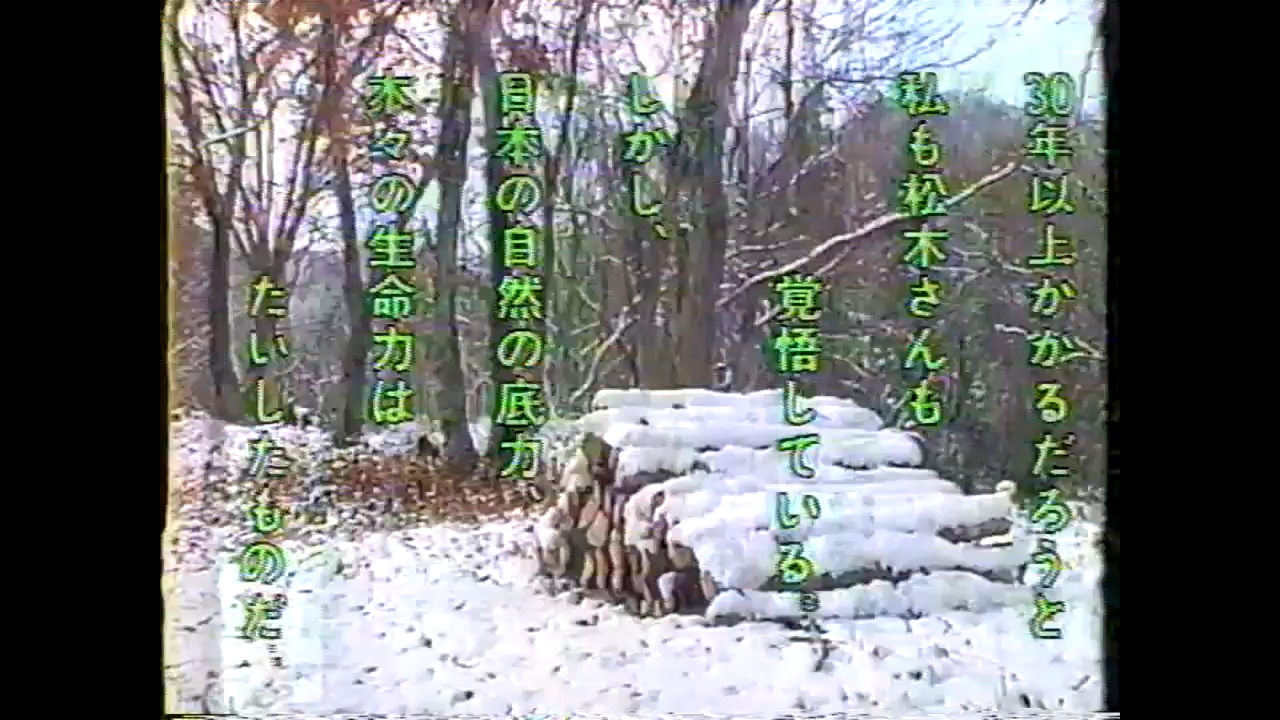 30年以上かかるだろうと
私も松木さんも
覚悟している。
しかし、
日本の自然の底力、
木々の生命力は
たいしたものだ…